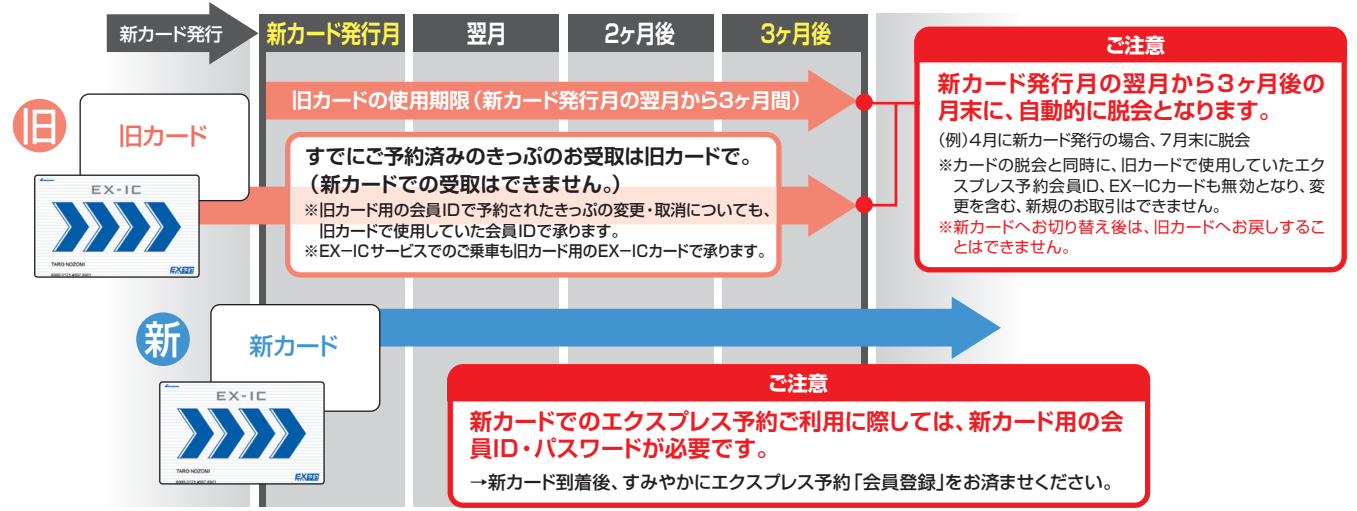 新カード発行
新カード発行月
翌月
2ヶ月後
3ヶ月後
旧
旧カード
旧カードの使用期限（新カード発行月の翌月から3ヶ月間）
すでにご予約済みのきっぷのお受取は旧カードで。
（新カードでの受取はできません。）
※旧カード用の会員IDで予約されたきっぷの変更・取消についても、
旧カードで使用していた会員IDで承ります。
※EX−ICサービスでのご乗車も旧カード用のEX−ICカードで承ります。
EX-IC
TARO NOZOMI
EX予約
ご注意
新カード発行月の翌月から3ヶ月後の
月末に、自動的に脱会となります。
（例）4月に新カード発行の場合、7月末に脱会
※カードの脱会と同時に、旧カードで使用していたエク
スプレス予約会員ID、EX−ICカードも無効となり、変
更を含む、新規のお取引はできません。
※新カードへお切り替え後は、旧カードへお戻しするこ
とはできません。
新
新カード
EX-IC
TARO NOZOMI
EX予約
ご注意
新カードでのエクスプレス予約ご利用に際しては、新カード用の会
員ID・パスワードが必要です。
→新カード到着後、すみやかにエクスプレス予約「会員登録」をお済ませください。